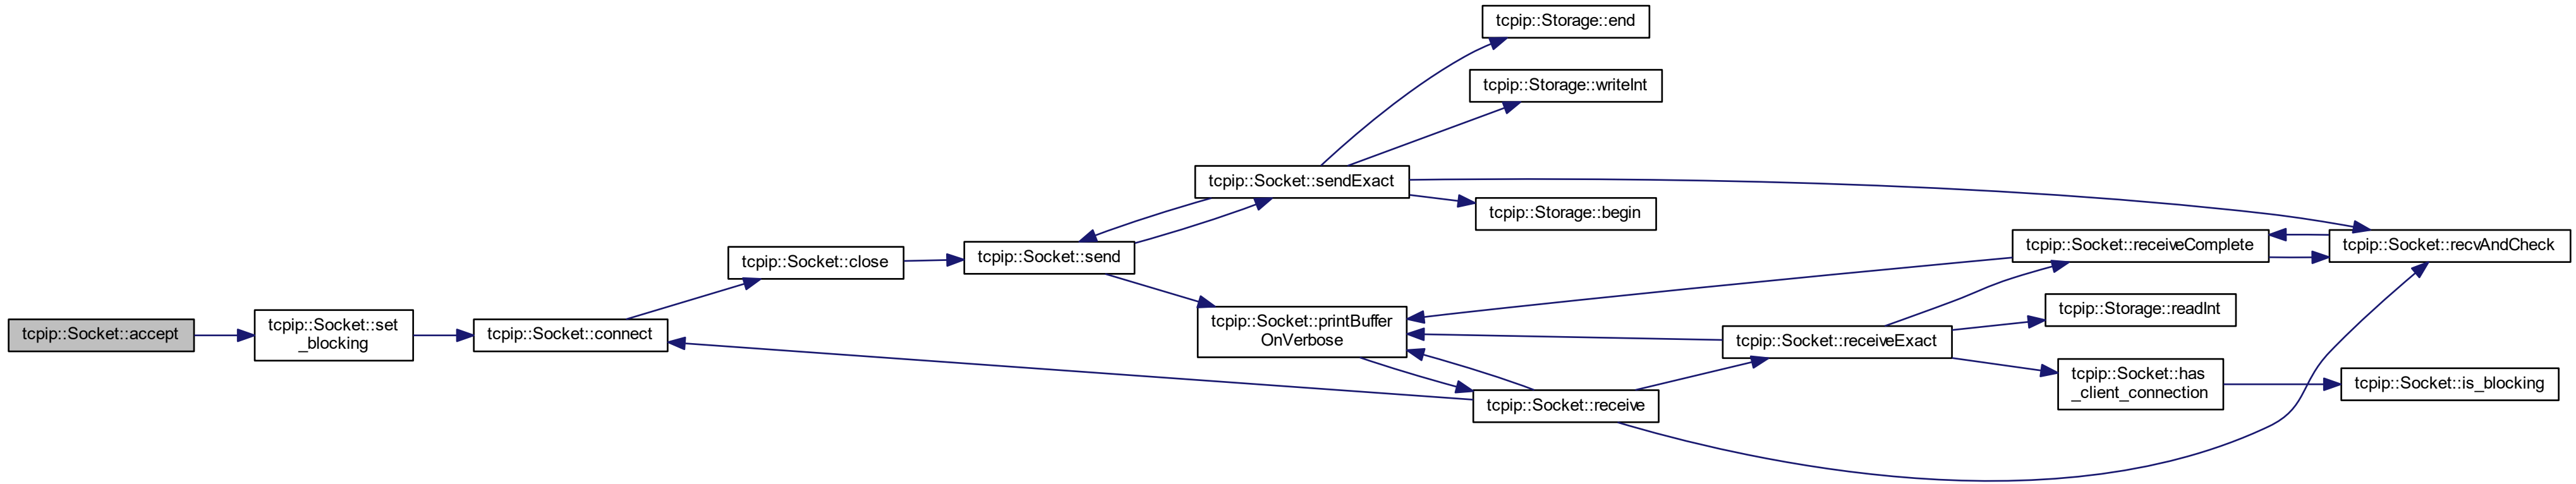 tcpip::Storage::end
tcpip::Storage::writeInt
tcpip::Socket::sendExact
tcpip::Storage::begin
tcpip::Socket::close
tcpip::Socket::send
tcpip::Socket::receiveComplete
tcpip::Socket::recvAndCheck
tcpip::Socket::accept
tcpip::Socket::set
_blocking
tcpip::Socket::connect
tcpip::Socket::printBuffer
OnVerbose
tcpip::Storage::readInt
tcpip::Socket::receiveExact
tcpip::Socket::has
_client_connection
tcpip::Socket::is_blocking
tcpip::Socket::receive